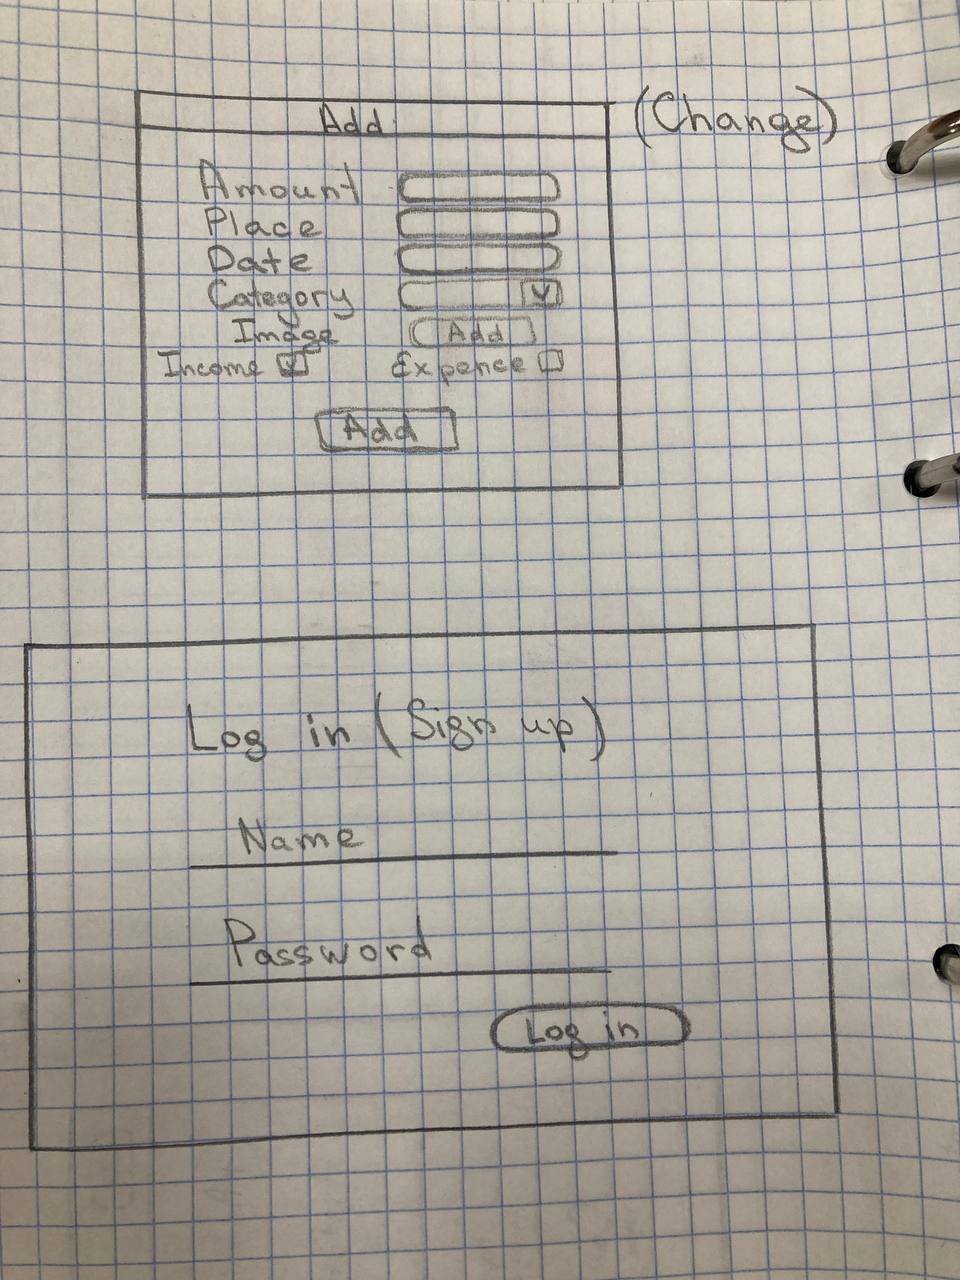 Add (Change)
Amount
Place
Date
Category
Image Add
Income Expence
Add
Log in (Sign up)
Name
Password
Log in